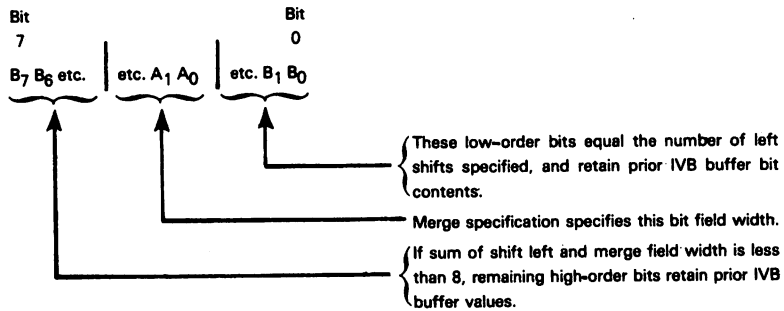 Bit Bit
7 0
B7 B6 etc. etc. A1 A0 etc. B1 B0
These low-order bits equal the number of left
shifts specified, and retain prior IVB buffer bit
contents.
Merge specification specifies this bit field width.
If sum of shift left and merge field width is less
than 8, remaining high-order bits retain prior IVB
buffer values.